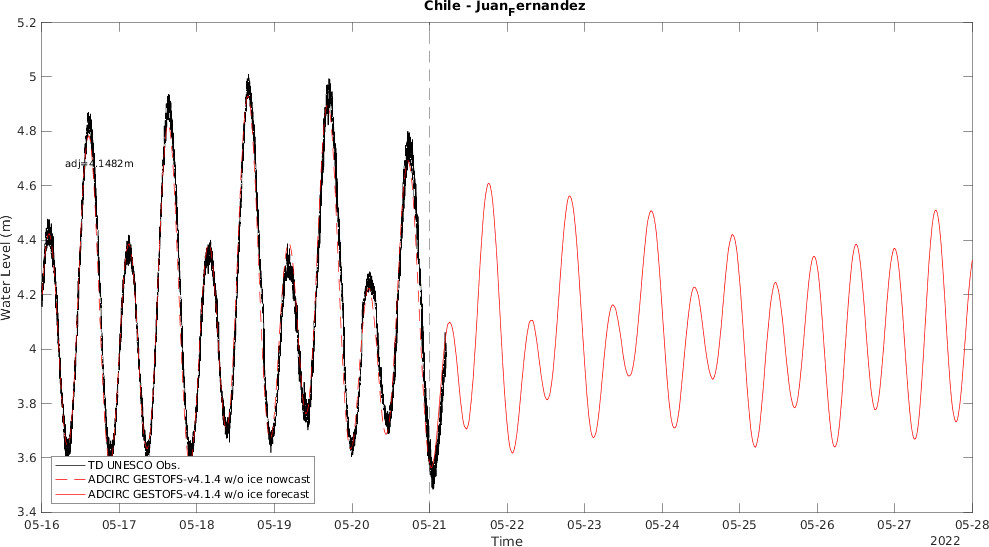 Chile - JuanFernandez
5.2
5
4.8
4.6
4.4
4.2
4
3.8
3.6
3.4
Water Level (m)
adj=4.1482m
TD UNESCO Obs.
ADCIRC GESTOFS-v4.1.4 w/o ice nowcast
ADCIRC GESTOFS-v4.1.4 w/o ice forecast
05-16 05-17 05-18 05-19 05-20 05-21 05-22 05-23 05-24 05-25 05-26 05-27 05-28
Time
2022